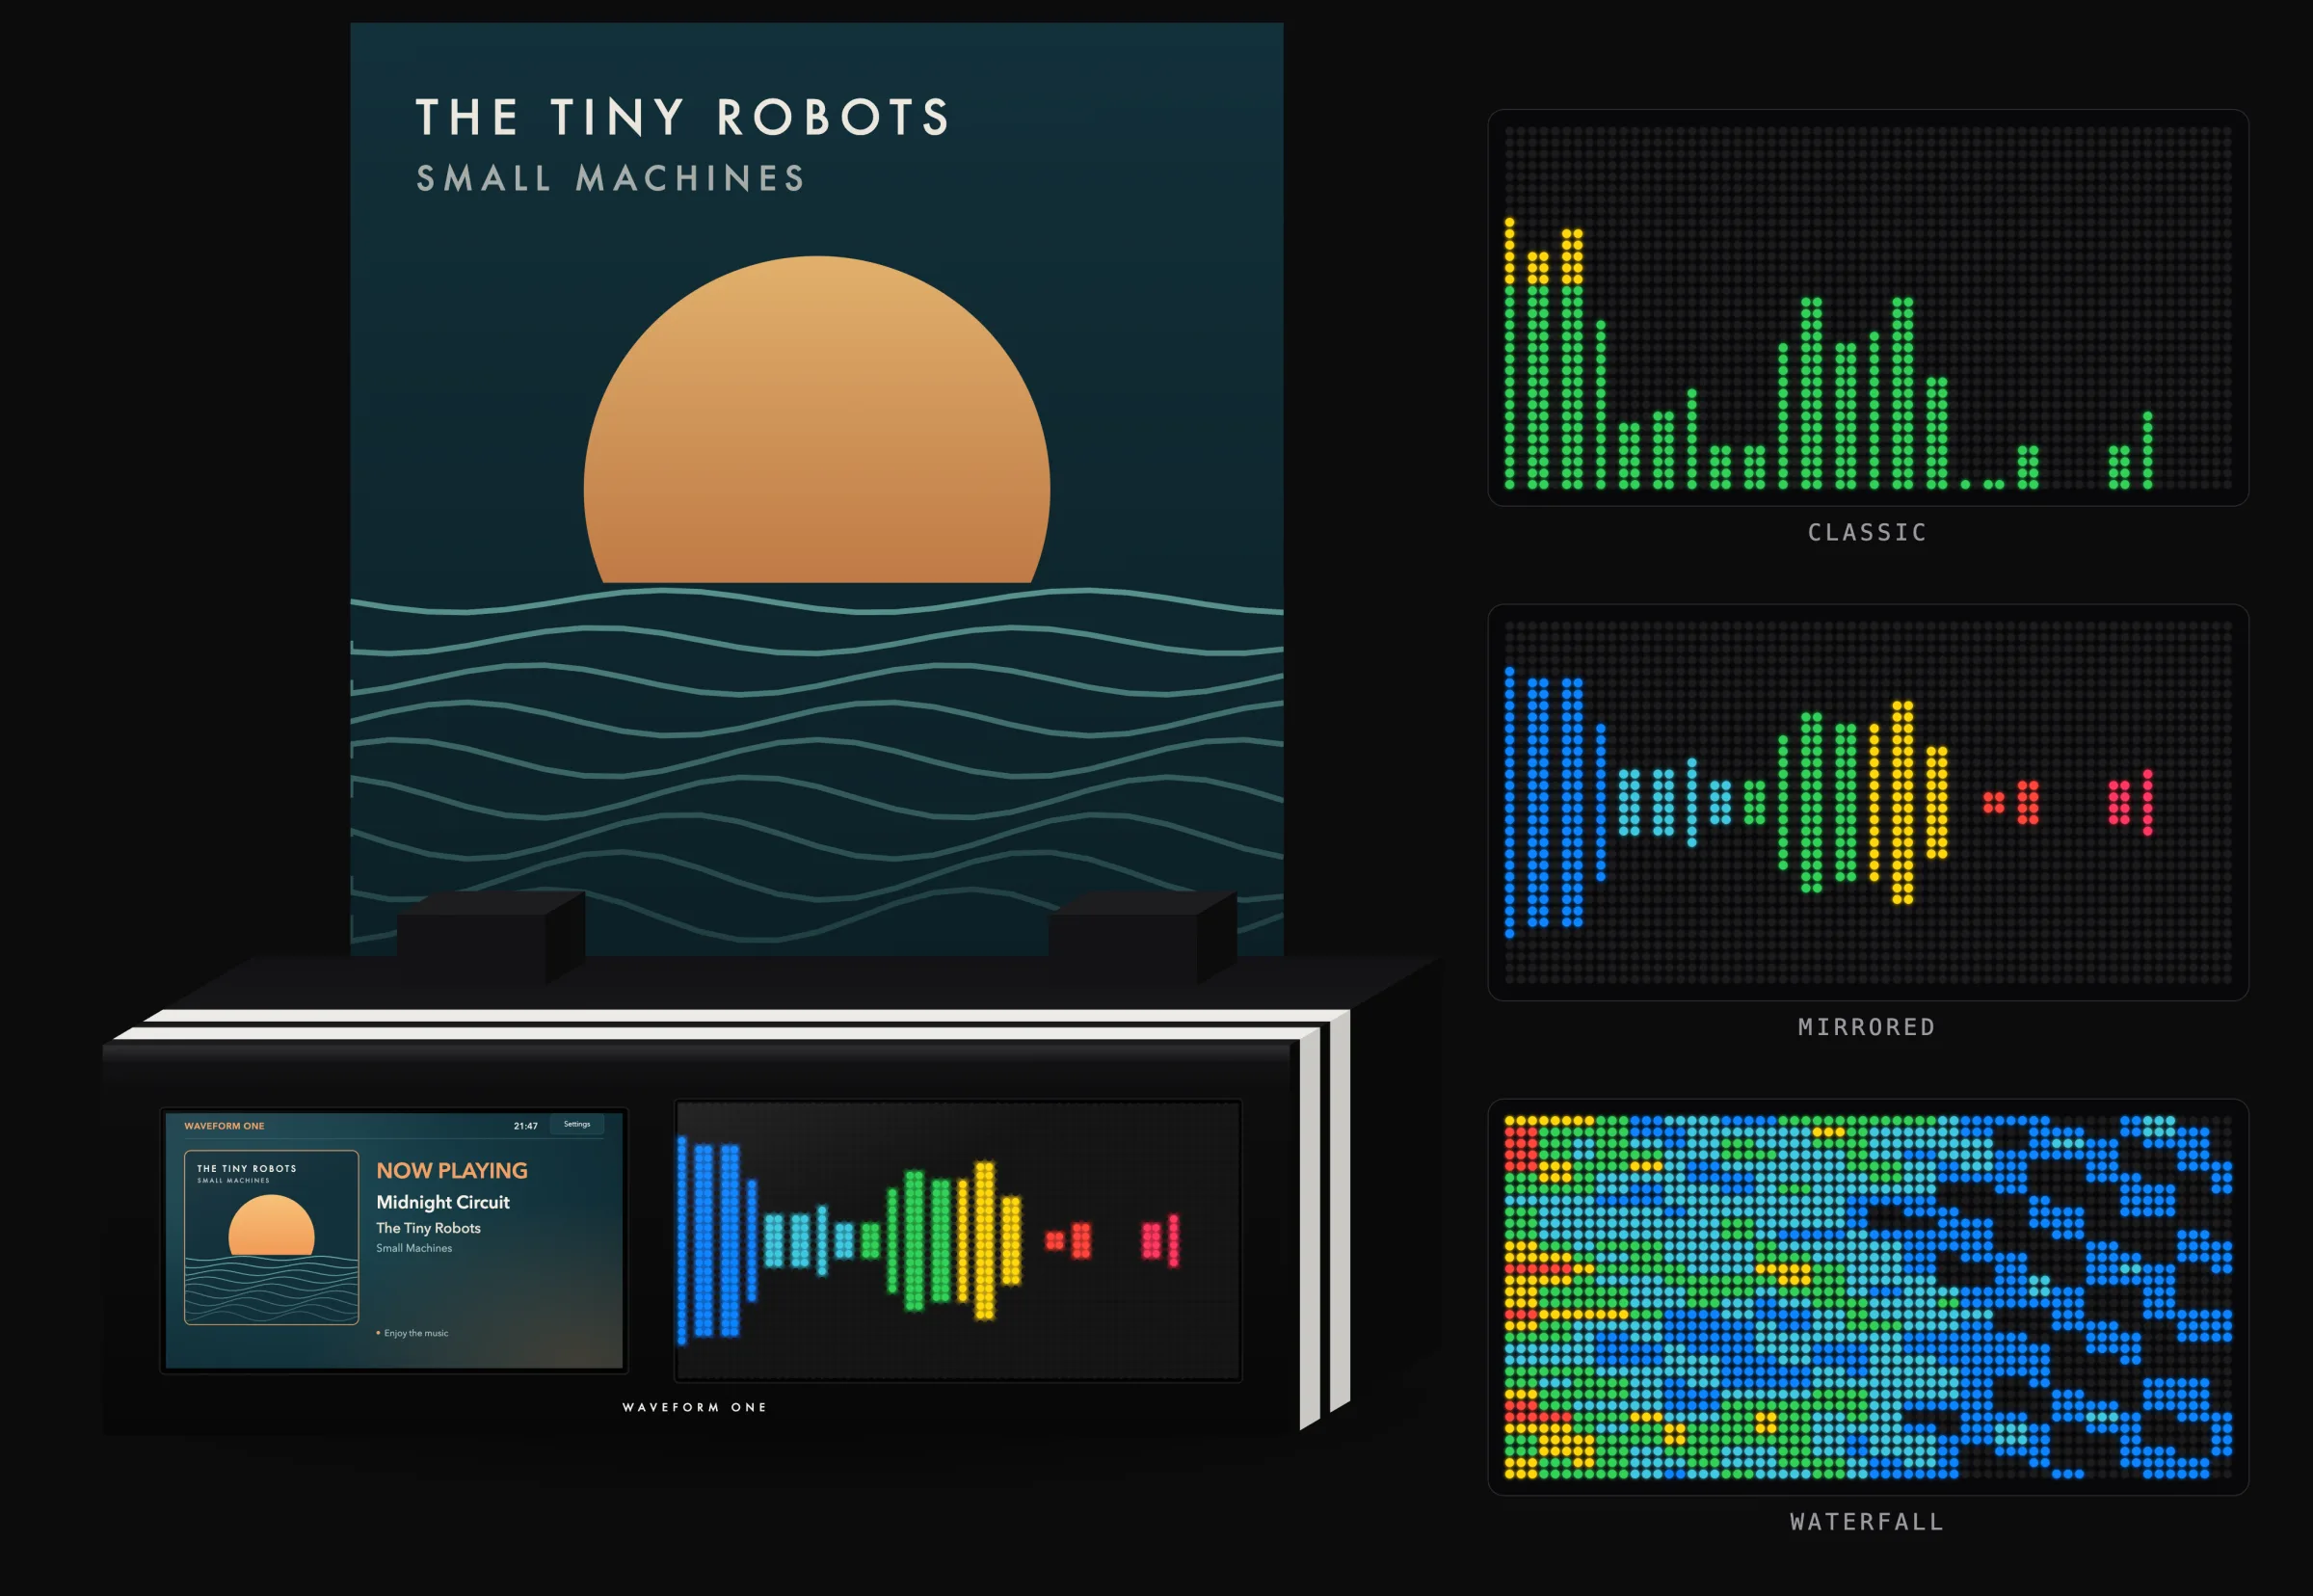 THE TINY ROBOTS
SMALL MACHINES
WAVEFORM ONE
21:47
Settings
THE TINY ROBOTS
SMALL MACHINES
NOW PLAYING
Midnight Circuit
The Tiny Robots
Small Machines
• Enjoy the music
WAVEFORM ONE
CLASSIC
MIRRORED
WATERFALL